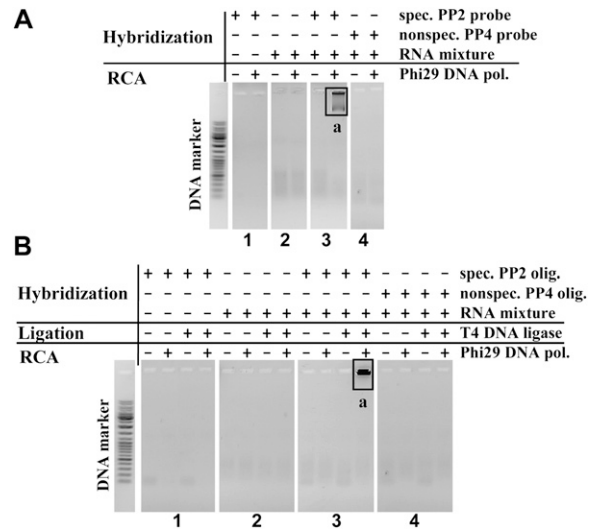 A
+ + − − + + − − spec. PP2 probe
Hybridization − − − − − − + + nonspec. PP4 probe
− − + + + + + + RNA mixture
RCA − + − + − + − + Phi29 DNA pol.
DNA marker
a
1 2 3 4
B
+ + + + − − − − + + + + − − − − spec. PP2 olig.
Hybridization − − − − − − − − − − − − + + + + nonspec. PP4 olig.
− − − − + + + + + + + + + + + + RNA mixture
Ligation − − + + − − + + − − + + − − + + T4 DNA ligase
RCA − + − + − + − + − + − + − + − + Phi29 DNA pol.
DNA marker
a
1 2 3 4